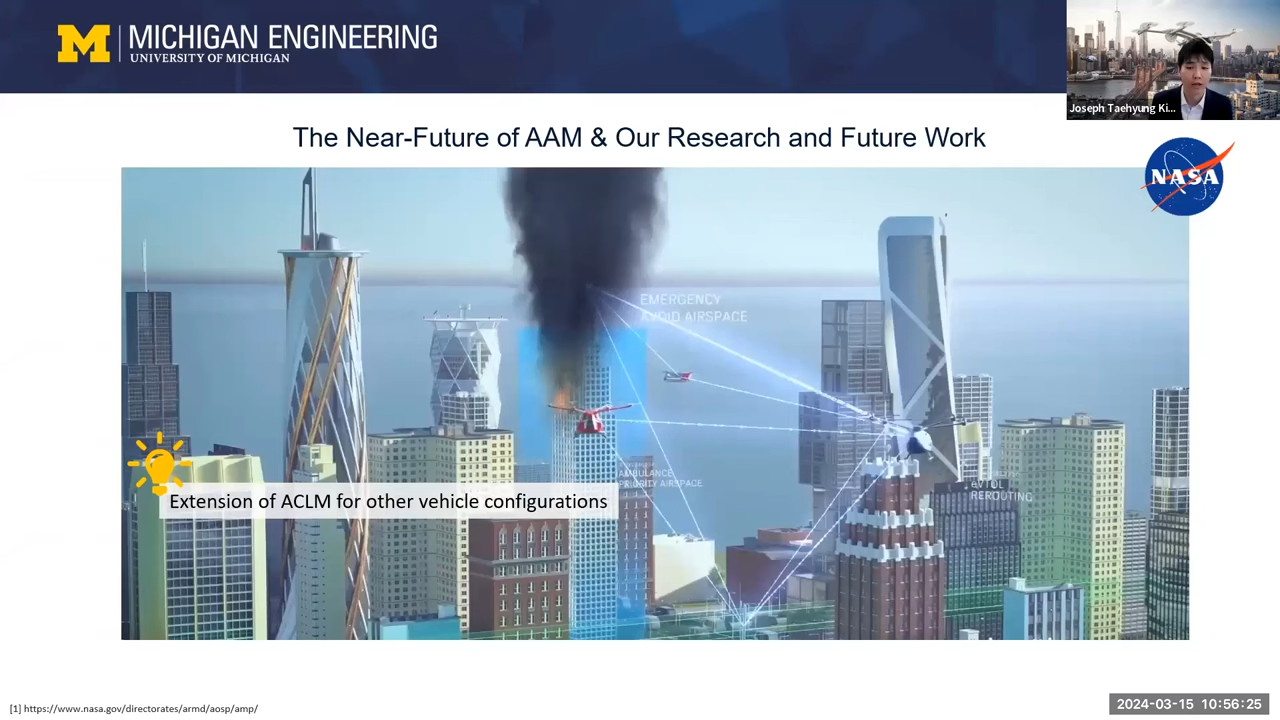 M MICHIGAN ENGINEERING
UNIVERSITY OF MICHIGAN
Joseph Taehyung Ki...
The Near-Future of AAM & Our Research and Future Work
NASA
EMERGENCY
AVOID AIRSPACE
AMBULANCE
PRIORITY AIRSPACE
EVTOL
REROUTING
Extension of ACLM for other vehicle configurations
[1] https://www.nasa.gov/directorates/armd/aosp/amp/
2024-03-15 10:56:25